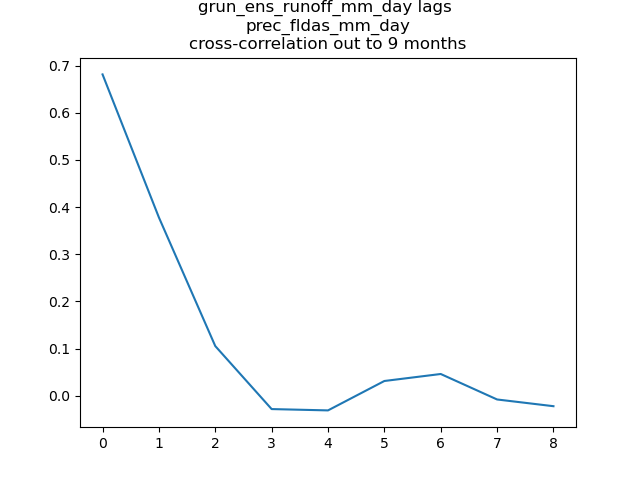 grun_ens_runoff_mm_day lags
prec_fldas_mm_day
cross-correlation out to 9 months
0.7
0.6
0.5
0.4
0.3
0.2
0.1
0.0
0 1 2 3 4 5 6 7 8